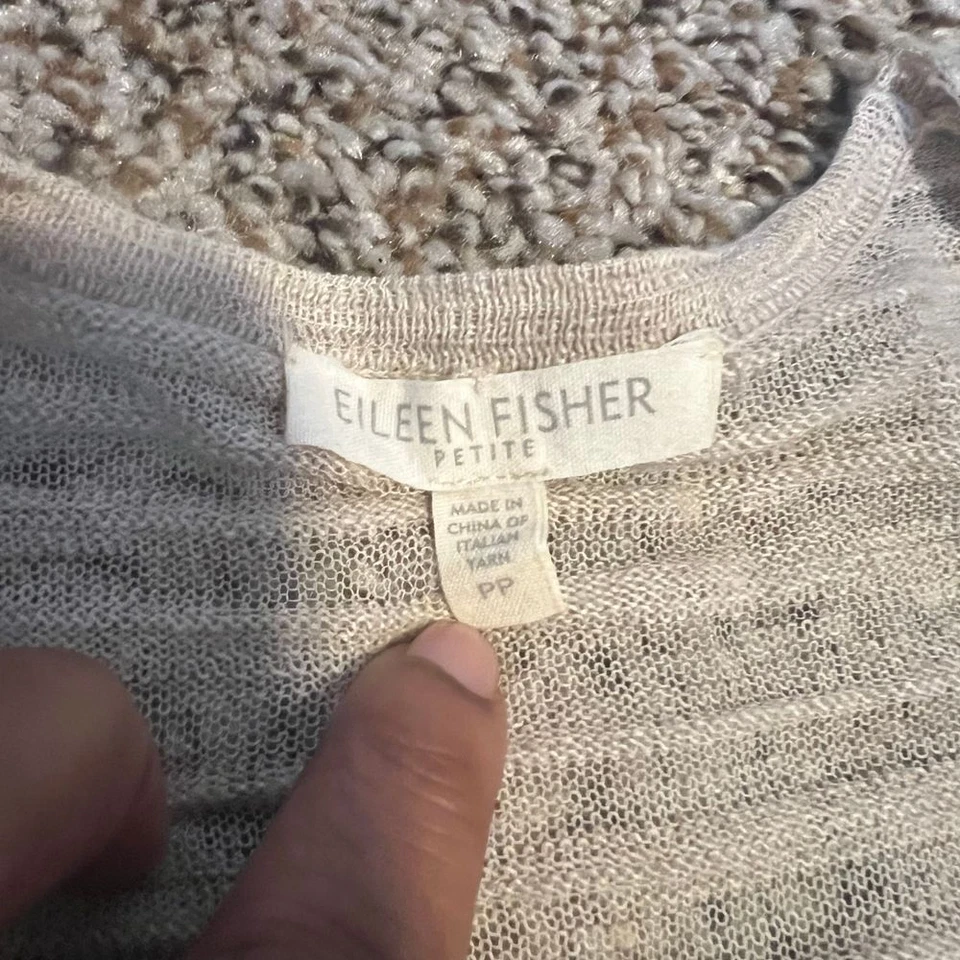 EILEEN FISHER
PETITE
MADE IN
CHINA OF
ITALIAN
YARN
PP